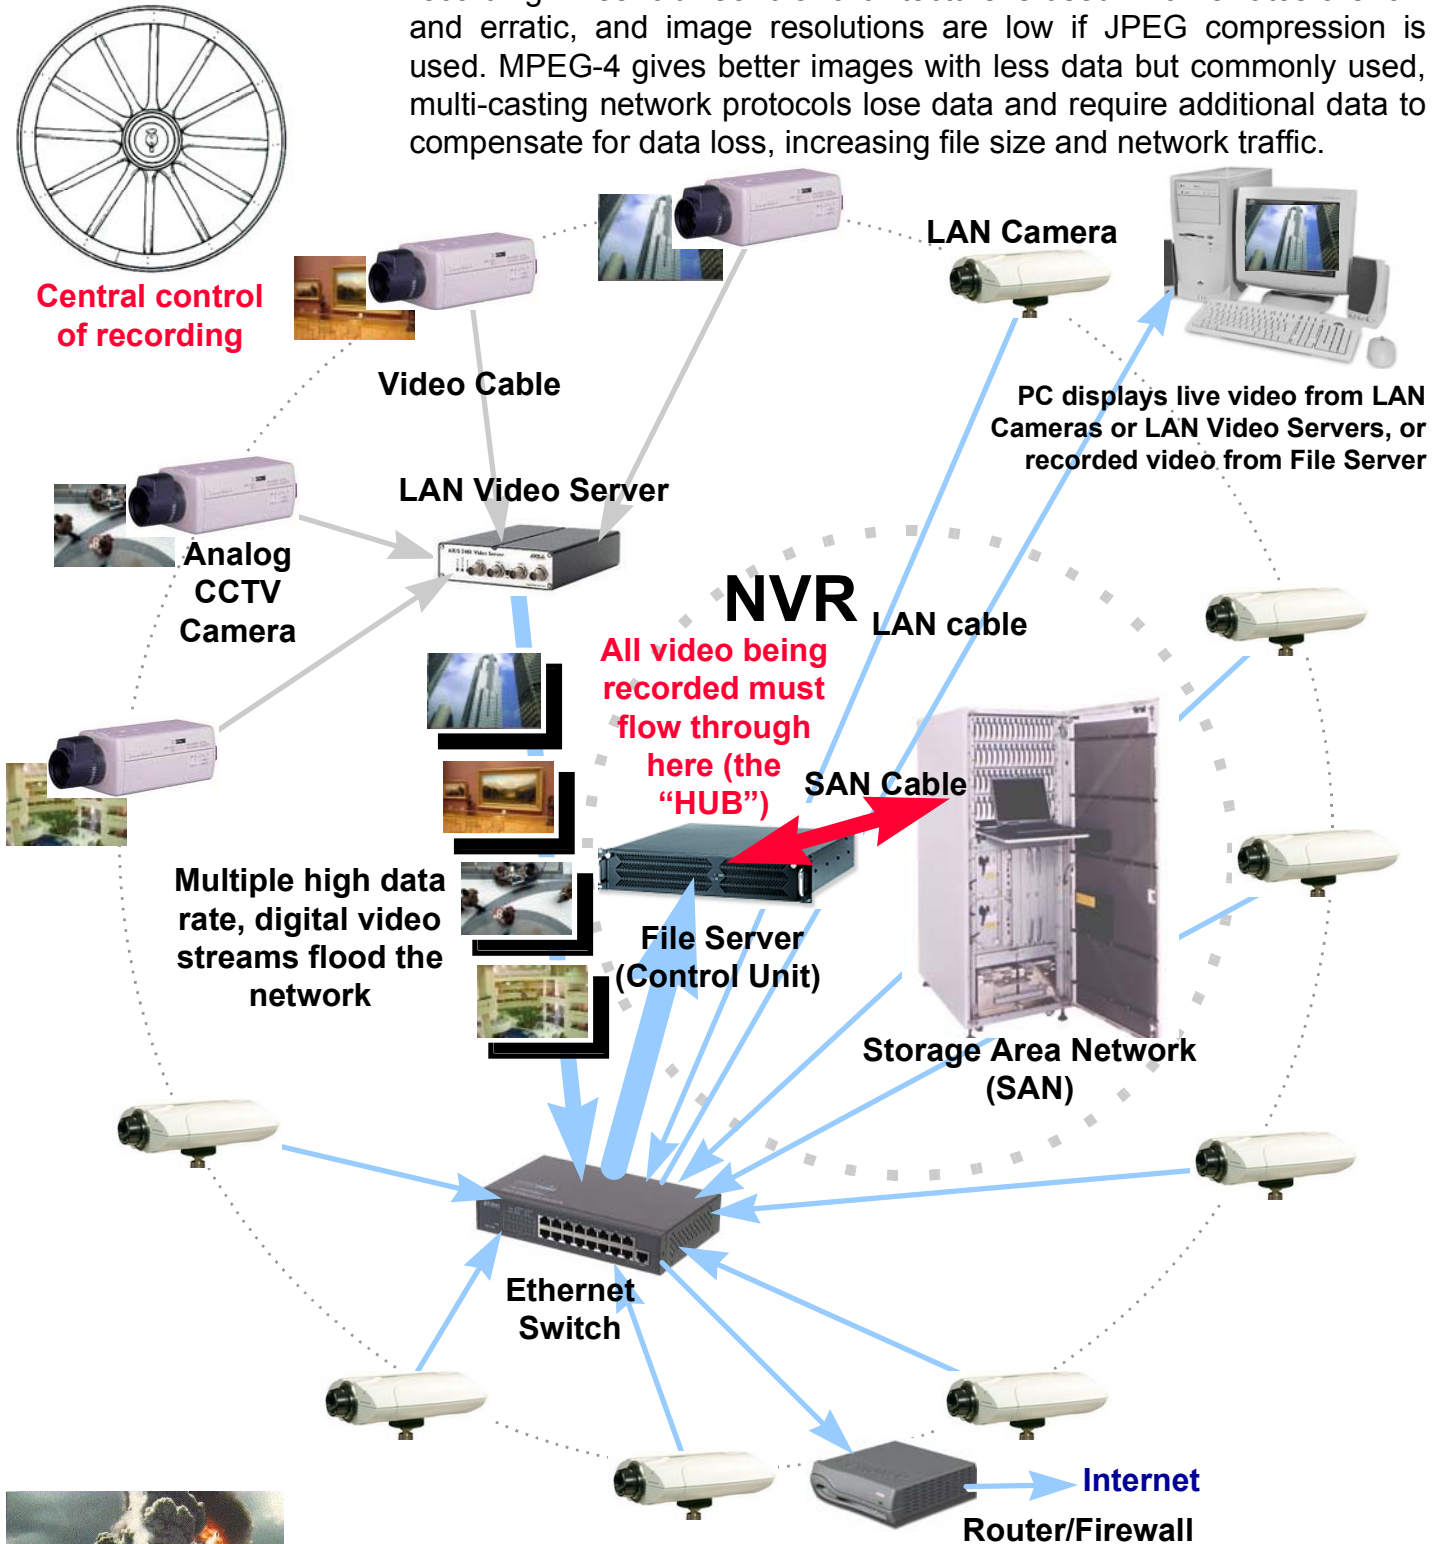 and erratic, and image resolutions are low if JPEG compression is
used. MPEG-4 gives better images with less data but commonly used,
multi-casting network protocols lose data and require additional data to
compensate for data loss, increasing file size and network traffic.
LAN Camera
Central control
of recording
Video Cable
PC displays live video from LAN
Cameras or LAN Video Servers, or
recorded video from File Server
LAN Video Server
Analog
CCTV
Camera
NVR
LAN cable
All video being
recorded must
flow through
here (the
“HUB”)
SAN Cable
Multiple high data
rate, digital video
streams flood the
network
File Server
(Control Unit)
Storage Area Network
(SAN)
Ethernet
Switch
Internet
Router/Firewall